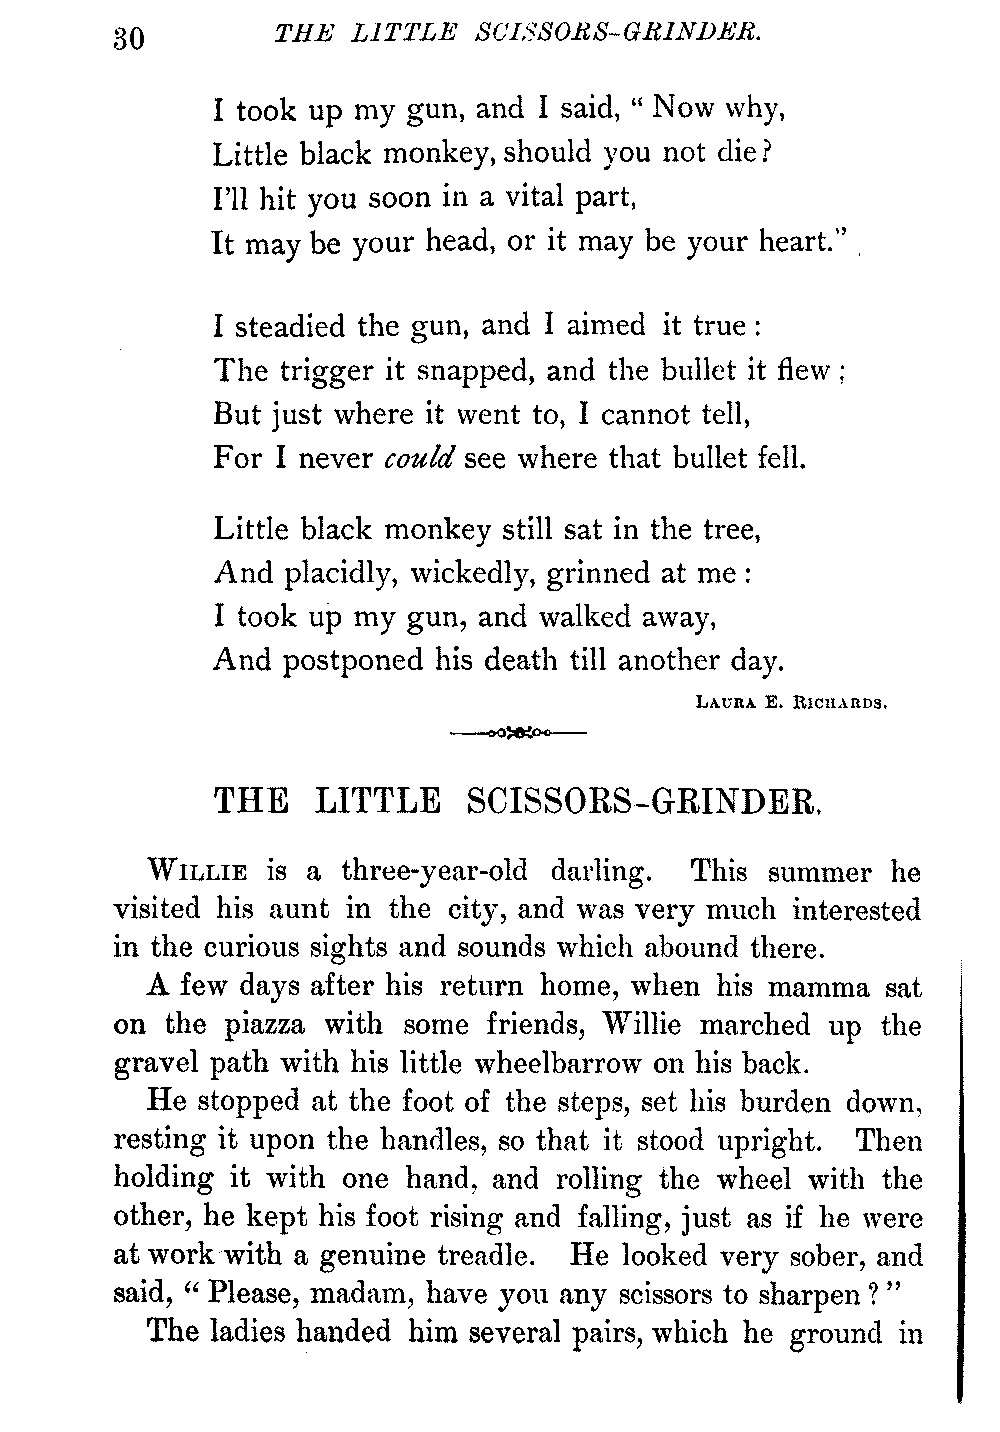 30 THE LITTLE SCISSORS-GRINDER.
I took up my gun, and I said, " Now why,
Little black monkey, should you not die?
I'll hit you soon in a vital part,
It may be your head, or it may be your heart."
I steadied the gun, and I aimed it true :
The trigger it snapped, and the bullet it flew ;
But just where it went to, I cannot tell,
For I never could see where that bullet fell.
Little black monkey still sat in the tree,
And placidly, wickedly, grinned at me :
I took up my gun, and walked away,
And postponed his death till another day.
LAURA E. RICHARDS.
THE LITTLE SCISSORS-GRINDER.
WILLIE is a three-year-old darling. This summer he
visited his aunt in the city, and was very much interested
in the curious sights and sounds which abound there.
A few days after his return home, when his mamma sat
on the piazza with some friends, Willie marched up the
gravel path with his little wheelbarrow on his back.
He stopped at the foot of the steps, set his burden down,
resting it upon the handles, so that it stood upright. Then
holding it with one hand, and rolling the wheel with the
other, he kept his foot rising and falling, just as if he were
at work with a genuine treadle. He looked very sober, and
said, " Please, madam, have you any scissors to sharpen ? "
The ladies handed him several pairs, which he ground in